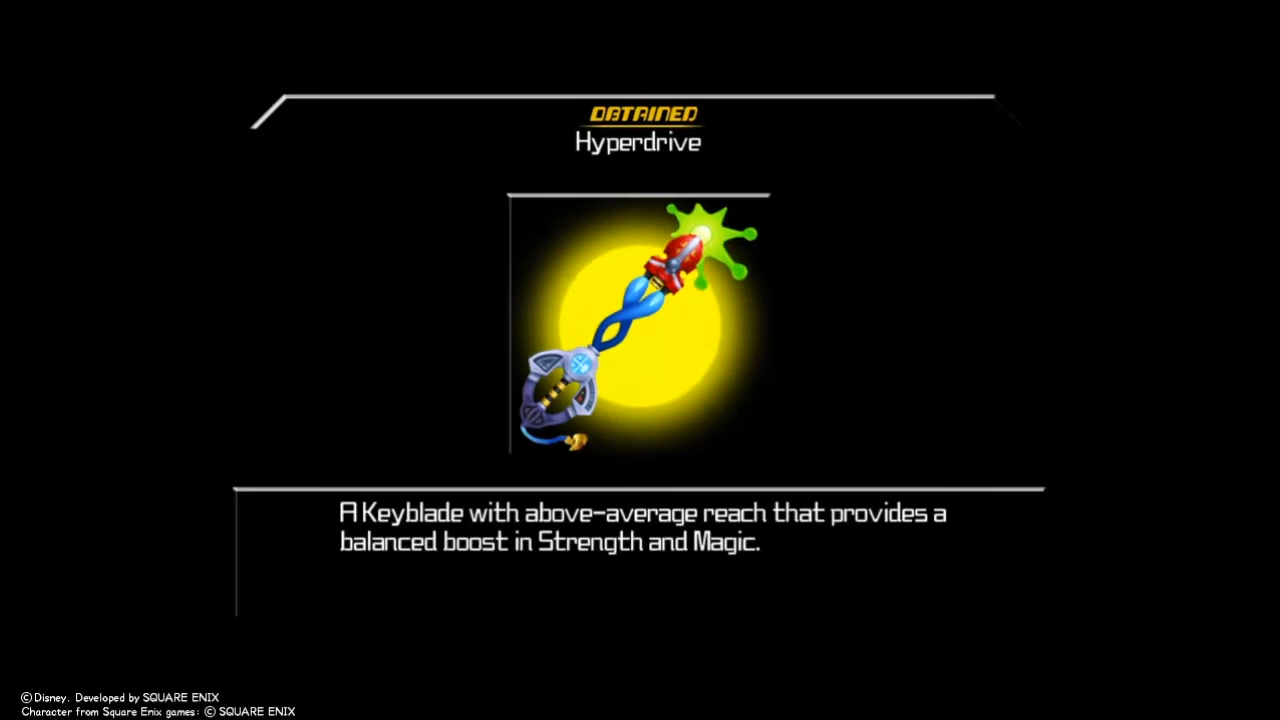 OBTAINED
Hyperdrive
A Keyblade with above-average reach that provides a
balanced boost in Strength and Magic.
©Disney. Developed by SQUARE ENIX
Character from Square Enix games: © SQUARE ENIX